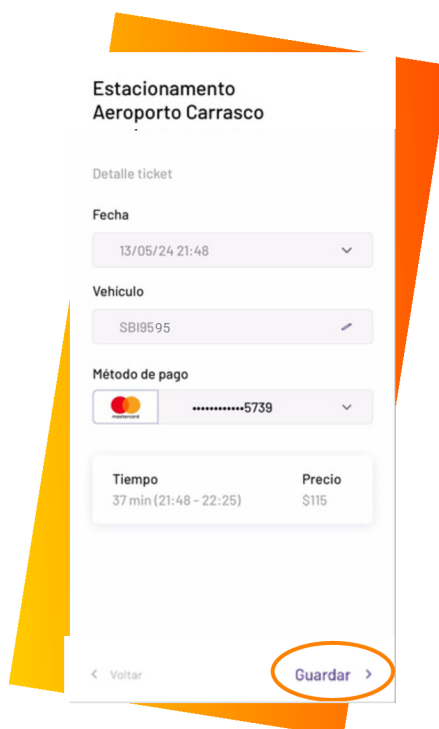 Estacionamento
Aeroporto Carrasco
Detalle ticket
Fecha
13/05/24 21:48
Vehículo
SBI9595
Método de pago
mastercard ••••••••••••5739
Tiempo Precio
37 min (21:48 - 22:25) $115
< Voltar Guardar >